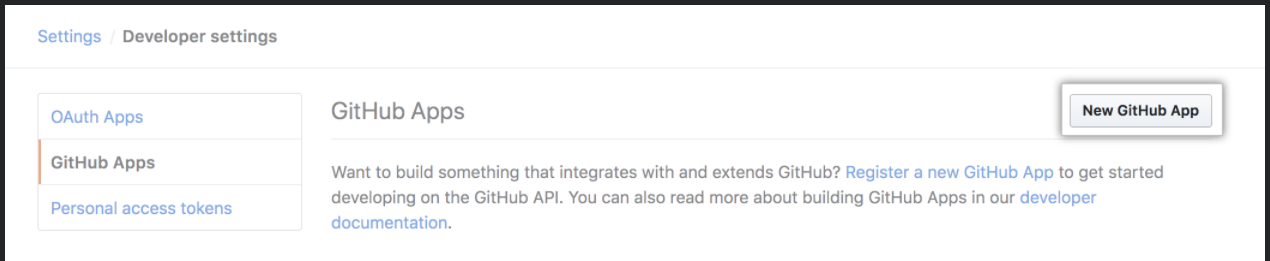 Settings / Developer settings
OAuth Apps
GitHub Apps
Personal access tokens
GitHub Apps
New GitHub App
Want to build something that integrates with and extends GitHub? Register a new GitHub App to get started
developing on the GitHub API. You can also read more about building GitHub Apps in our developer
documentation.